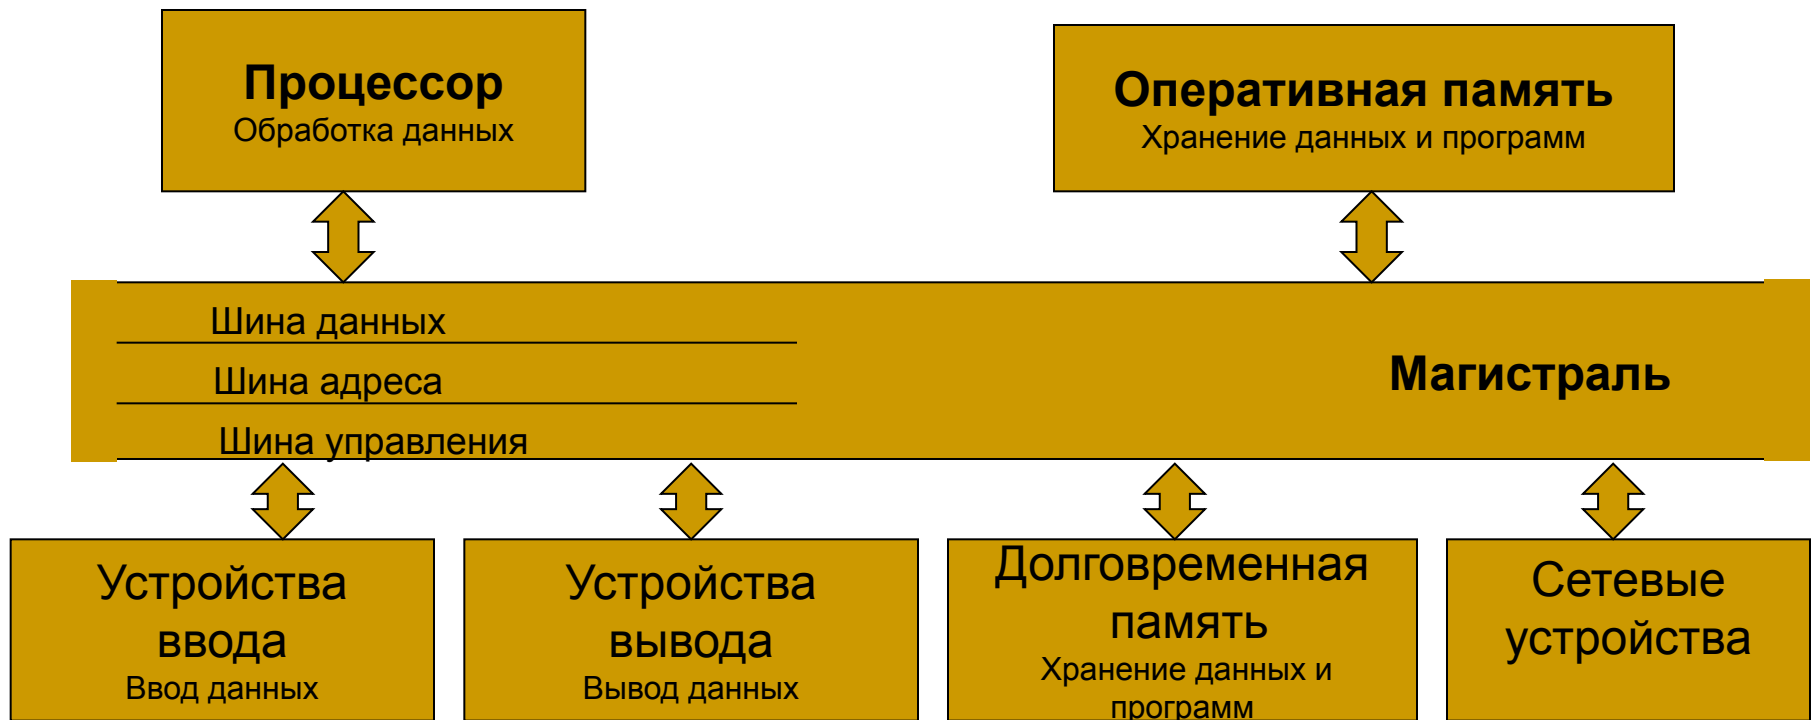 Процессор
Обработка данных
Оперативная память
Хранение данных и программ
Шина данных
Шина адреса
Шина управления
Магистраль
Устройства
ввода
Ввод данных
Устройства
вывода
Вывод данных
Долговременная
память
Хранение данных и
программ
Сетевые
устройства